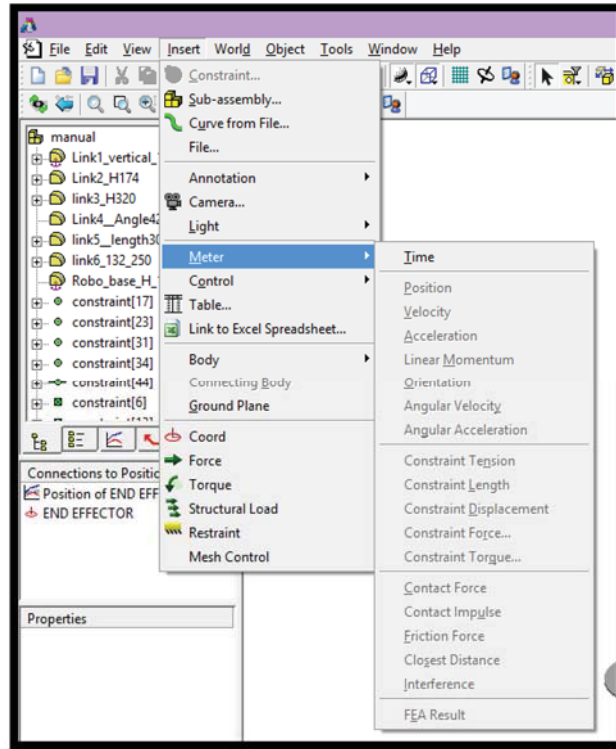 File Edit View Insert World Object Tools Window Help
manual
Link1_vertical_
Link2_H174
link3_H320
Link4__Angle42
link5__length30
link6_132_250
Robo_base_H_
constraint[17]
constraint[23]
constraint[31]
constraint[34]
constraint[44]
constraint[6]
Connections to Positic
Position of END EFF
END EFFECTOR
Properties
Constraint...
Sub-assembly...
Curve from File...
File...
Annotation
Camera...
Light
Meter
Control
Table...
Link to Excel Spreadsheet...
Body
Connecting Body
Ground Plane
Coord
Force
Torque
Structural Load
Restraint
Mesh Control
Time
Position
Velocity
Acceleration
Linear Momentum
Orientation
Angular Velocity
Angular Acceleration
Constraint Tension
Constraint Length
Constraint Displacement
Constraint Force...
Constraint Torque...
Contact Force
Contact Impulse
Friction Force
Closest Distance
Interference
FEA Result